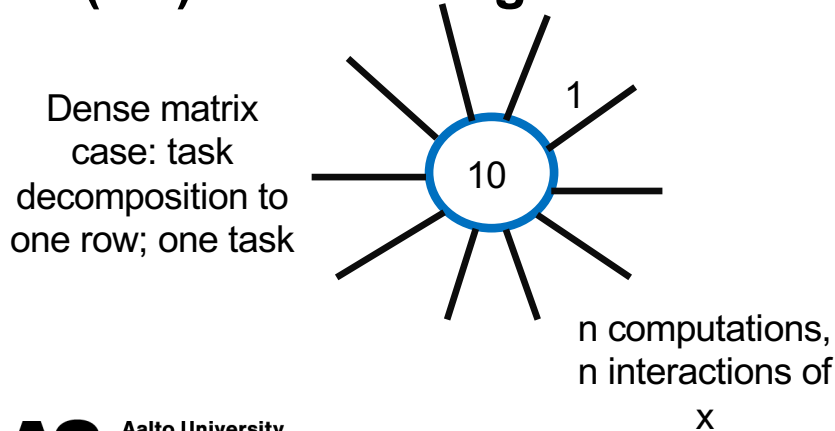 1
Dense matrix
case: task
10
decomposition to
one row; one task
n computations,
n interactions of
x
Aalto University